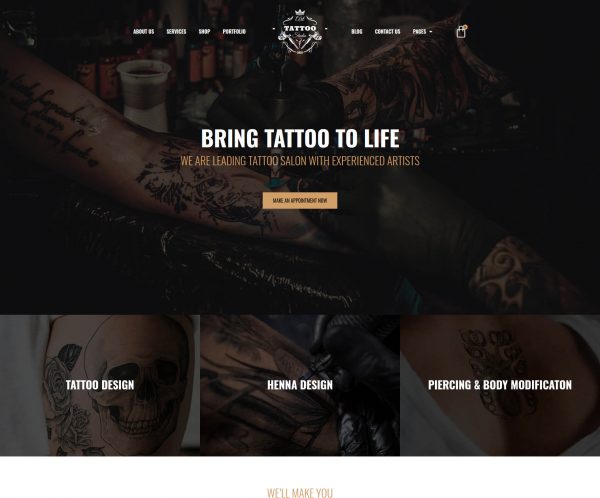 ABOUT US SERVICES SHOP PORTFOLIO
TATTOO
Studio
BLOG CONTACT US PAGES
BRING TATTOO TO LIFE
WE ARE LEADING TATTOO SALON WITH EXPERIENCED ARTISTS
MAKE AN APPOINTMENT NOW
TATTOO DESIGN
HENNA DESIGN
PIERCING & BODY MODIFICATON
WE'LL MAKE YOU